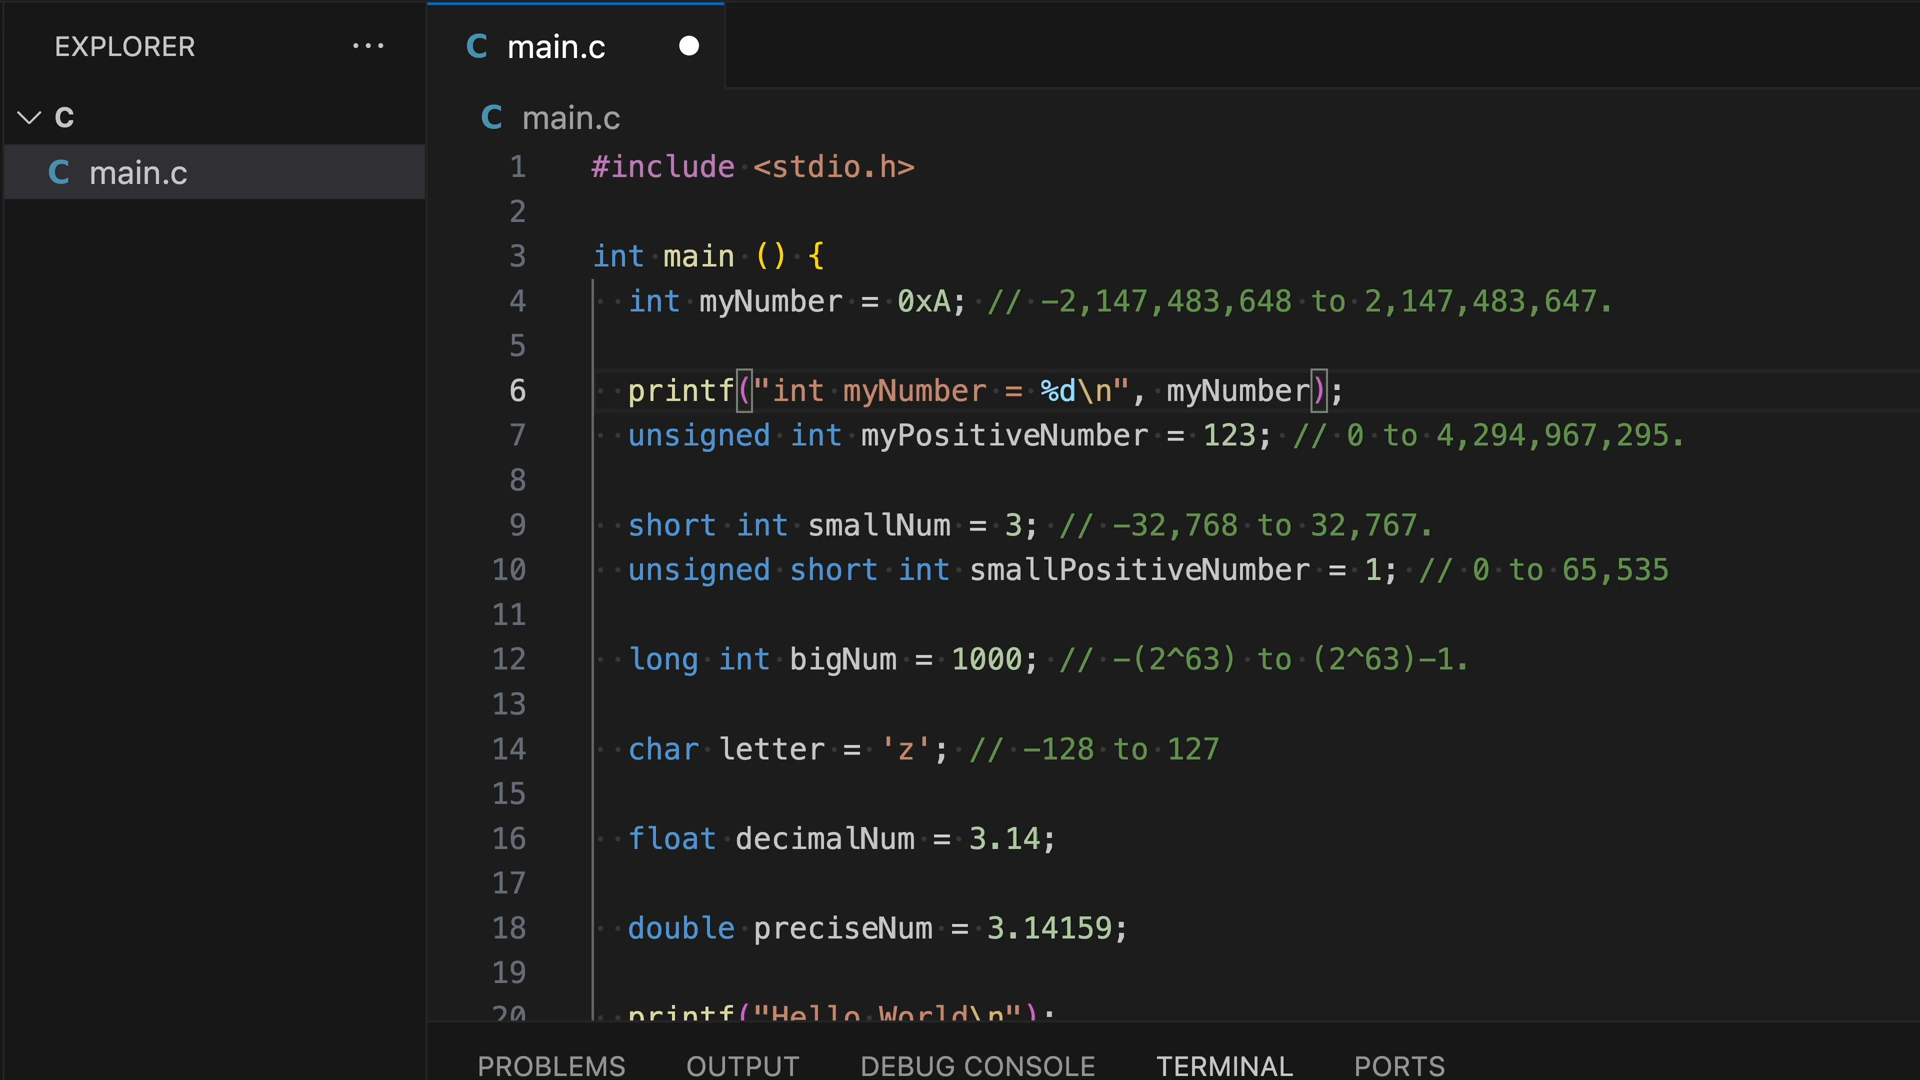 EXPLORER ...
C
C main.c
C main.c
C main.c
1 #include <stdio.h>
2
3 int main () {
4 int myNumber = 0xA; // -2,147,483,648 to 2,147,483,647.
5
6 printf("int myNumber = %d\n", myNumber);
7 unsigned int myPositiveNumber = 123; // 0 to 4,294,967,295.
8
9 short int smallNum = 3; // -32,768 to 32,767.
10 unsigned short int smallPositiveNumber = 1; // 0 to 65,535
11
12 long int bigNum = 1000; // -(2^63) to (2^63)-1.
13
14 char letter = 'z'; // -128 to 127
15
16 float decimalNum = 3.14;
17
18 double preciseNum = 3.14159;
19
20 printf("Hello World\n");
PROBLEMS OUTPUT DEBUG CONSOLE TERMINAL PORTS